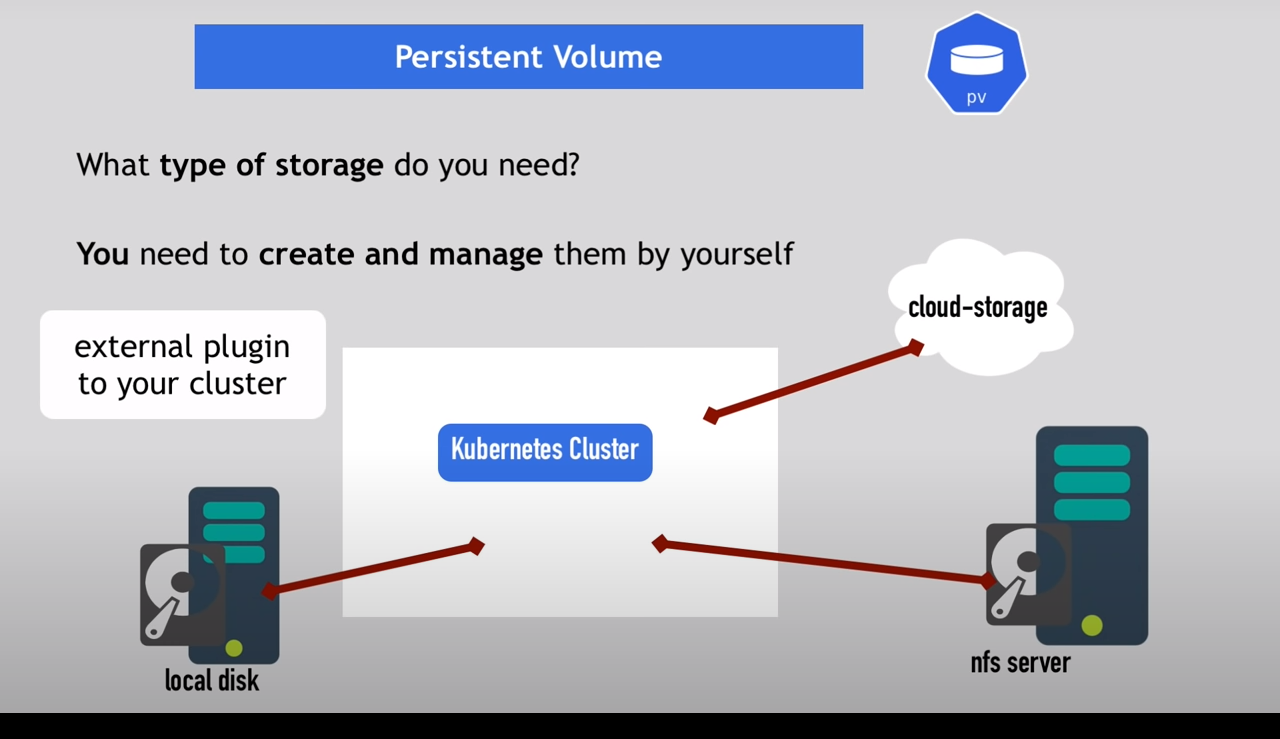 Persistent Volume
pv
What type of storage do you need?
You need to create and manage them by yourself
cloud-storage
external plugin
to your cluster
Kubernetes Cluster
local disk
nfs server